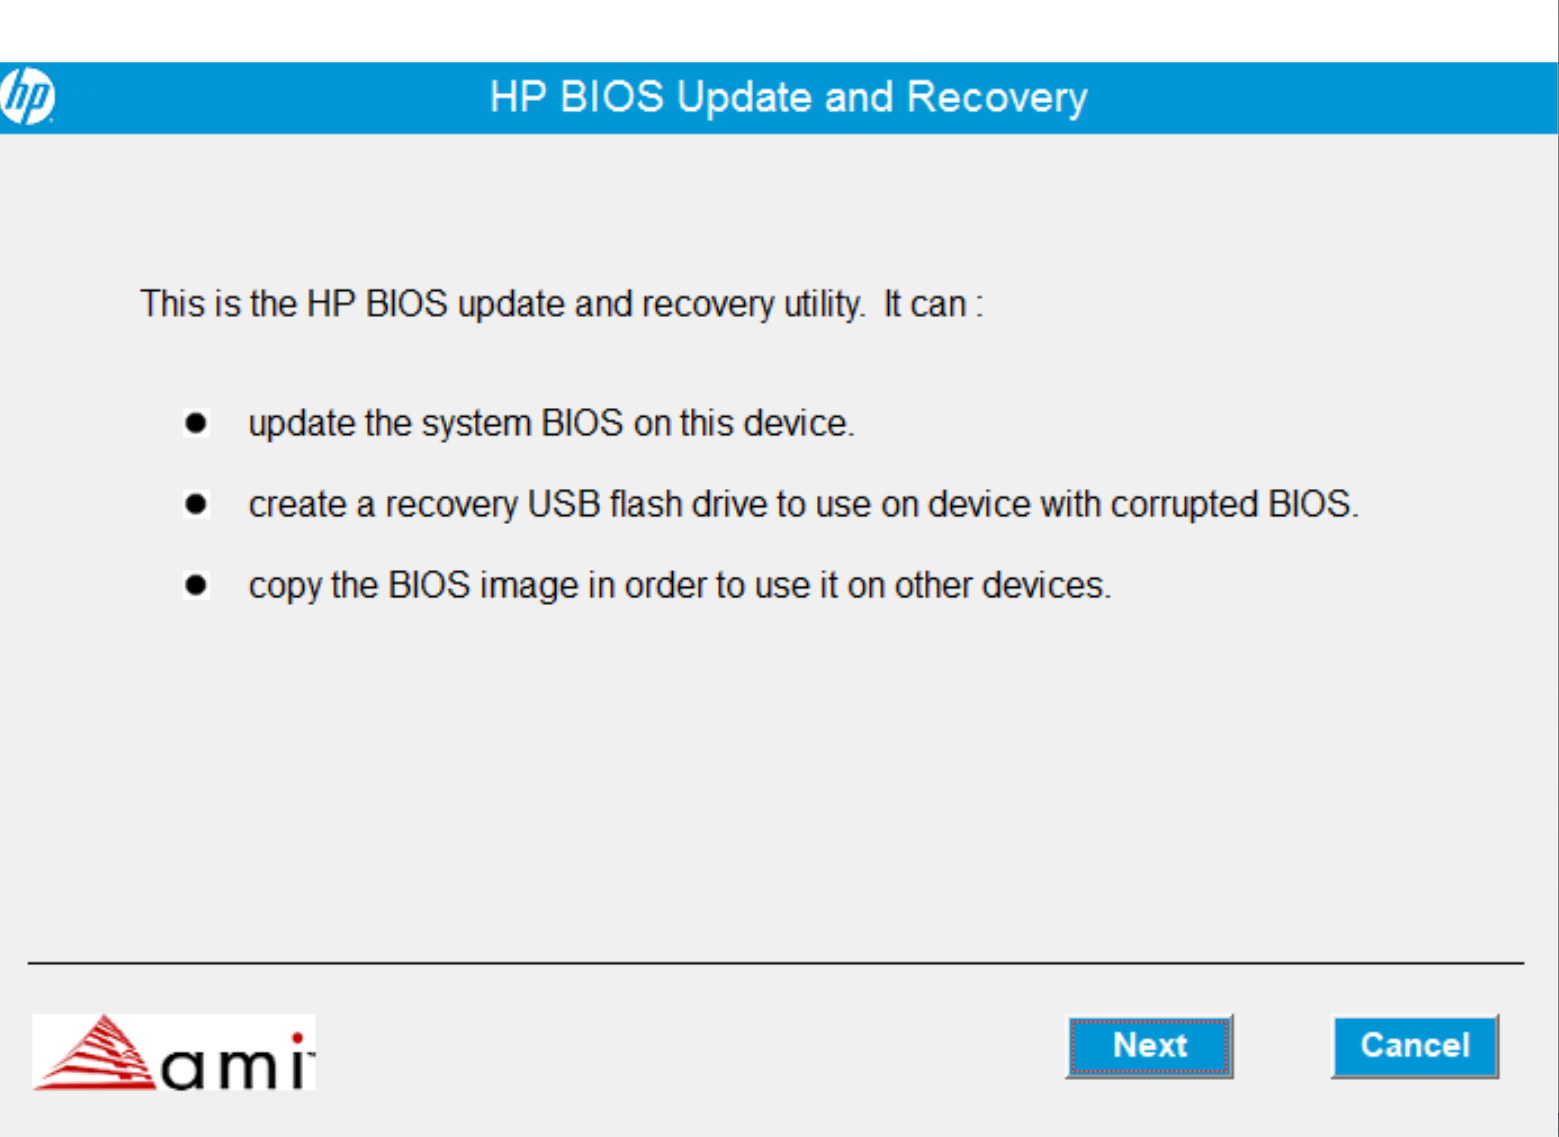 hp
HP BIOS Update and Recovery
This is the HP BIOS update and recovery utility. It can :
● update the system BIOS on this device.
● create a recovery USB flash drive to use on device with corrupted BIOS.
● copy the BIOS image in order to use it on other devices.
ami™
Next
Cancel